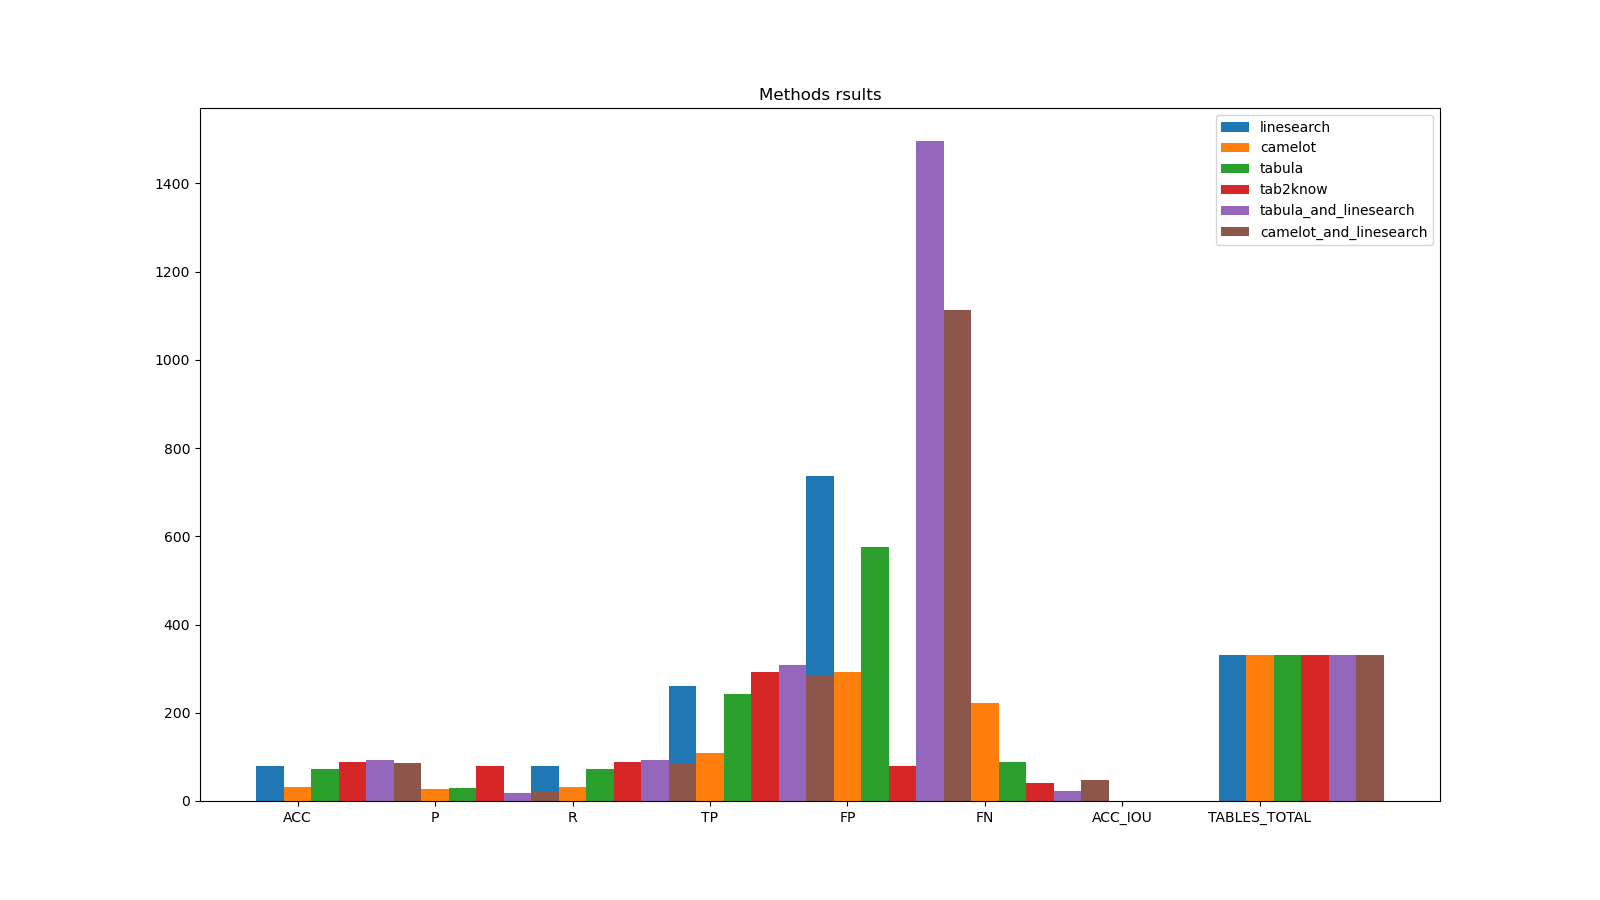 Methods rsults
linesearch
camelot
tabula
tab2know
tabula_and_linesearch
camelot_and_linesearch
1400
1200
1000
800
600
400
200
0
ACC P R TP FP FN ACC_IOU TABLES_TOTAL